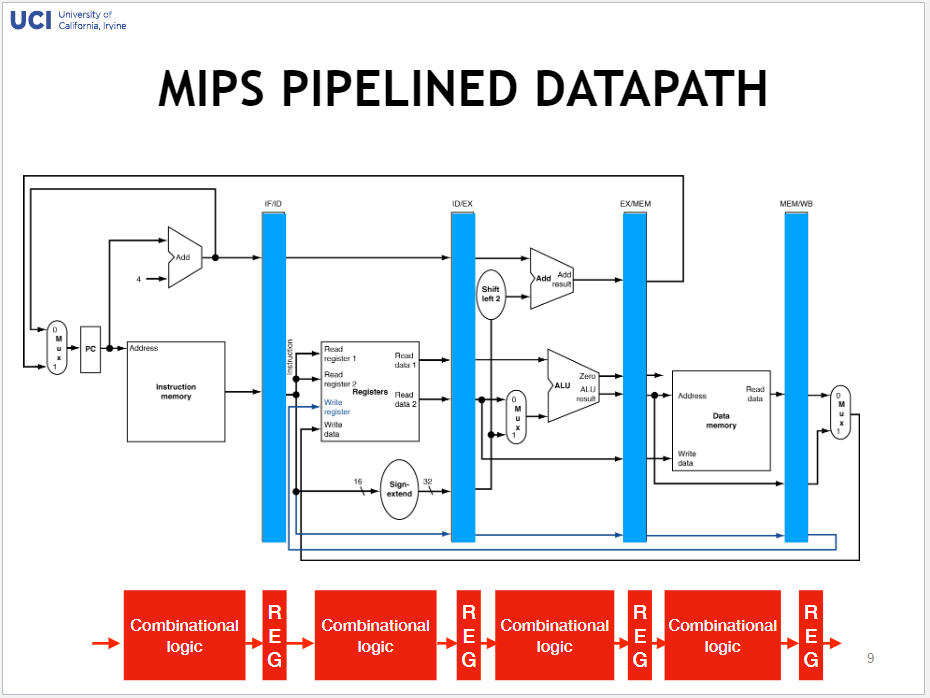 UCI University of
California, Irvine
MIPS PIPELINED DATAPATH
IF/ID
ID/EX
EX/MEM
MEM/WB
Add
4
0
M
u
x
1
PC
Address
Instruction
memory
Instruction
Read
register 1
Read
register 2
Registers
Write
register
Write
data
Read
data 1
Read
data 2
16
Sign-
extend
32
Shift
left 2
Add
Add
result
0
M
u
x
1
ALU
Zero
ALU
result
Address
Read
data
Data
memory
Write
data
0
M
u
x
1
Combinational
logic
R
E
G
Combinational
logic
R
E
G
Combinational
logic
R
E
G
Combinational
logic
R
E
G
9